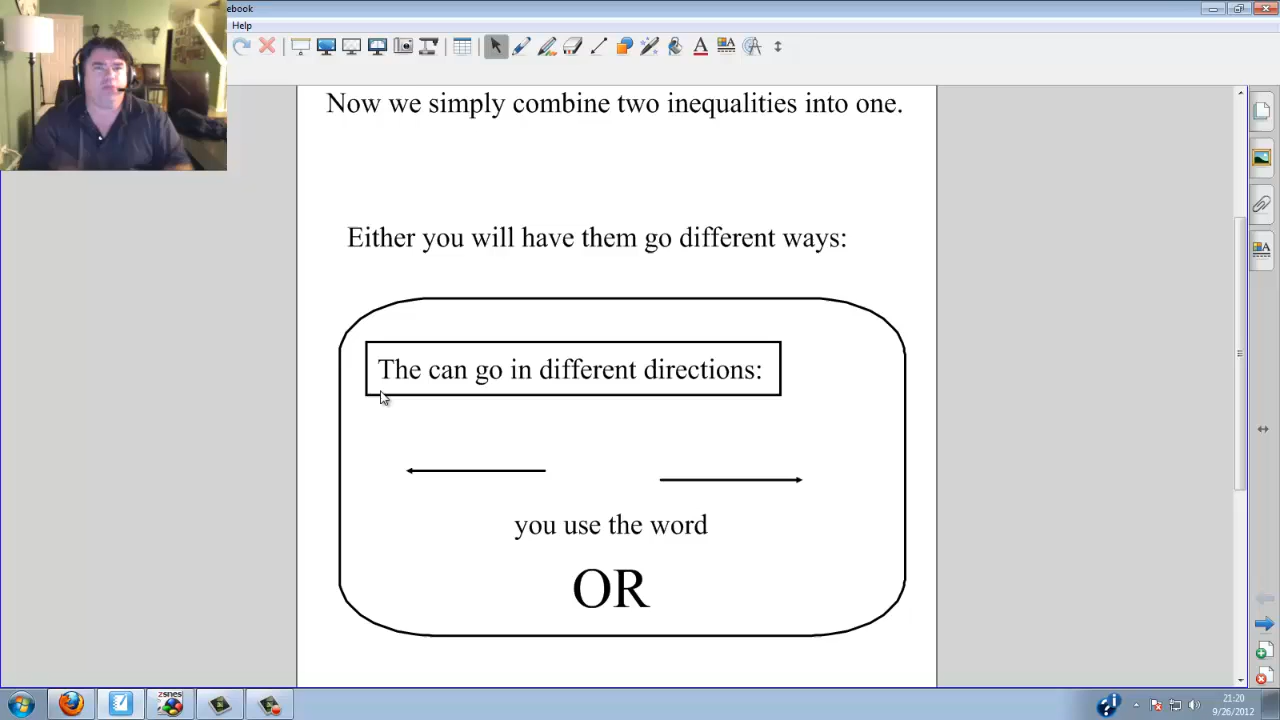 ebook
Help
Now we simply combine two inequalities into one.
Either you will have them go different ways:
The can go in different directions:
you use the word
OR
zsnes
21:20
9/26/2012